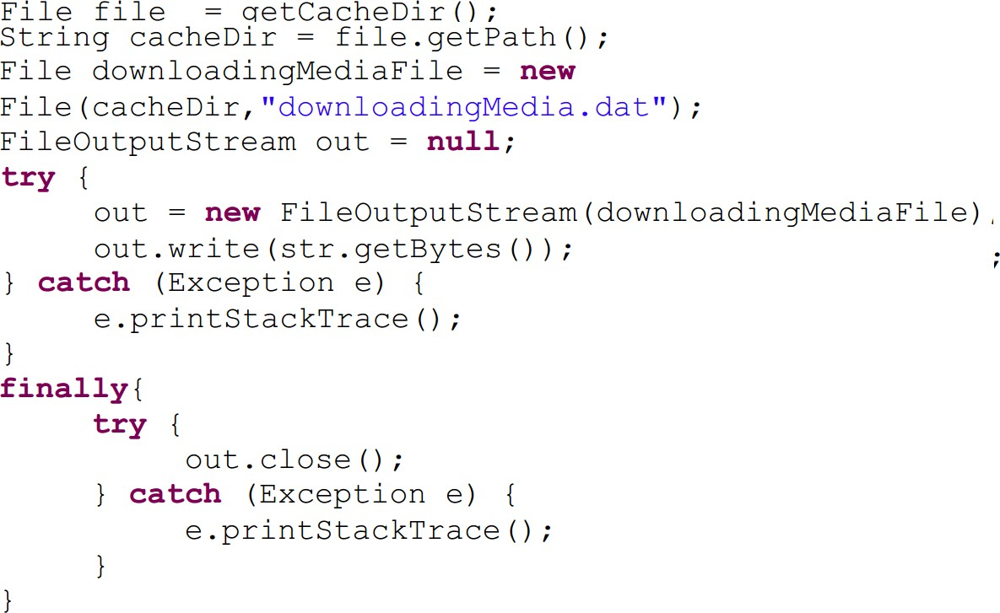 File file  = getCacheDir();
String cacheDir = file.getPath();
File downloadingMediaFile = new
File(cacheDir,"downloadingMedia.dat");
FileOutputStream out = null;
try {
     out = new FileOutputStream(downloadingMediaFile);
     out.write(str.getBytes());
} catch (Exception e) {
     e.printStackTrace();
}
finally{
     try {
          out.close();
     } catch (Exception e) {
          e.printStackTrace();
     }
}